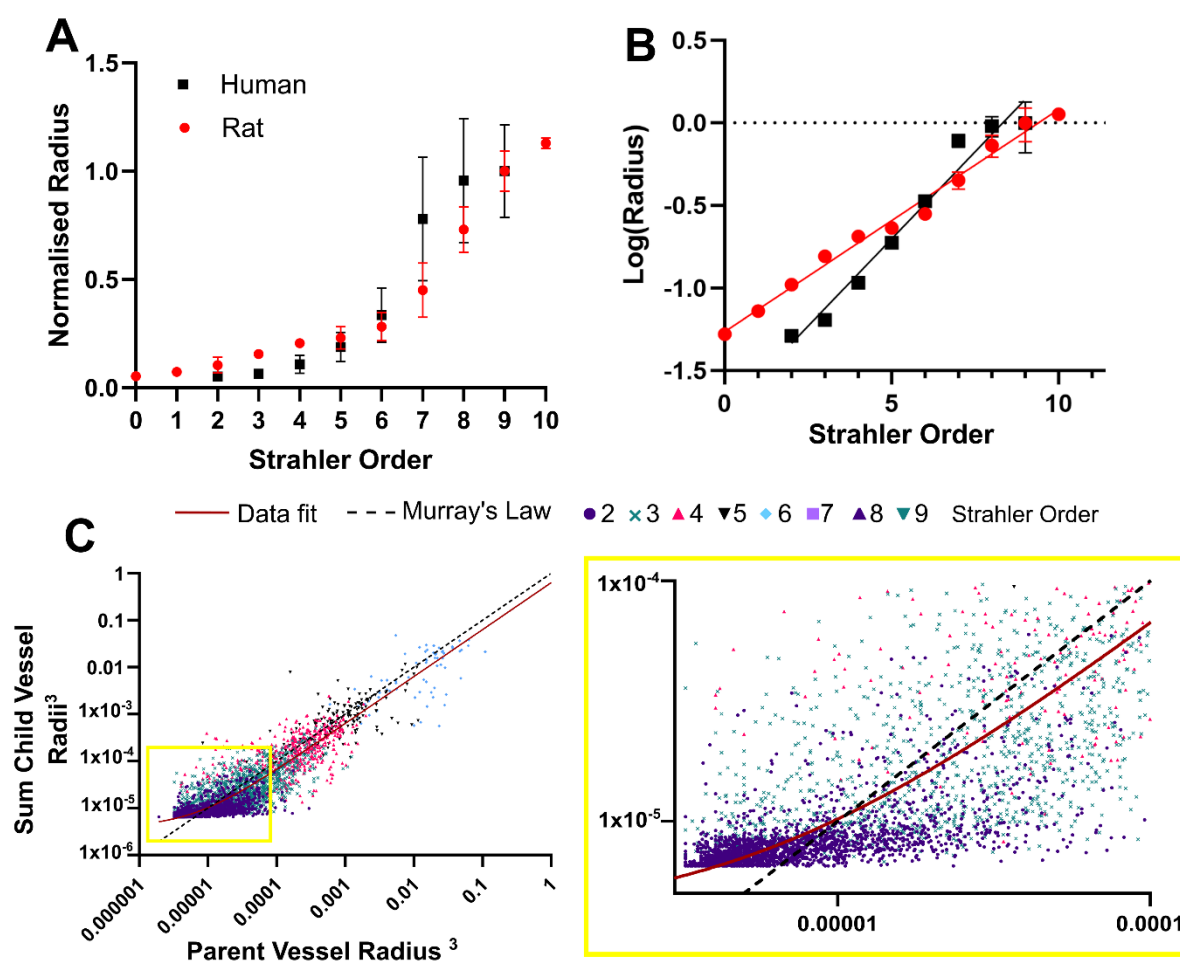 A
Normalised Radius
1.5
1.0
0.5
0.0
Human
Rat
0 1 2 3 4 5 6 7 8 9 10
Strahler Order
B
Log(Radius)
0.5
0.0
-0.5
-1.0
-1.5
0 5 10
Strahler Order
Data fit Murray's Law 2 3 4 5 6 7 8 9 Strahler Order
C
Sum Child Vessel
Radii³
1
0.1
0.01
1x10⁻³
1x10⁻⁴
1x10⁻⁵
1x10⁻⁶
0.000001 0.00001 0.0001 0.001 0.01 0.1 1
Parent Vessel Radius ³
1x10⁻⁴
1x10⁻⁵
0.00001 0.0001